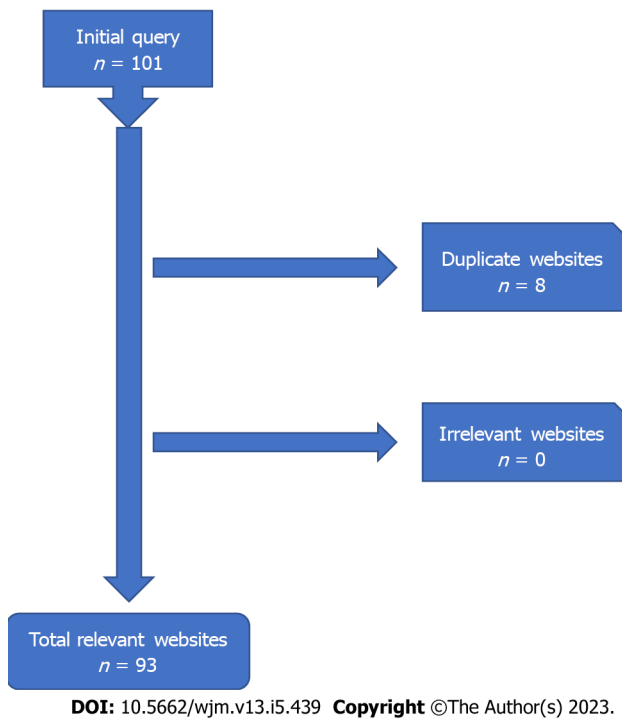 Initial query
n = 101
Duplicate websites
n = 8
Irrelevant websites
n = 0
Total relevant websites
n = 93
DOI: 10.5662/wjm.v13.i5.439 Copyright ©The Author(s) 2023.